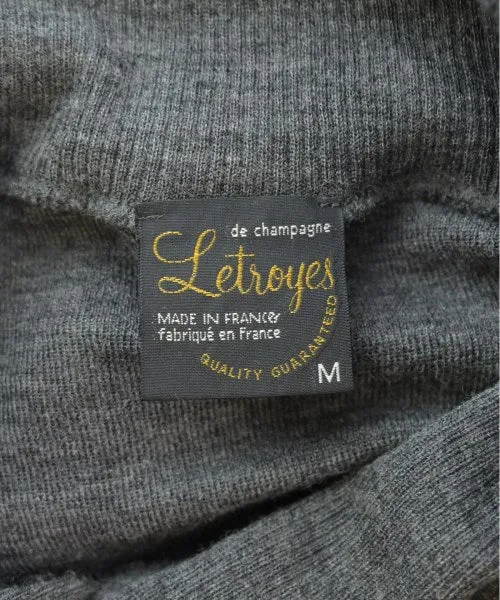 de champagne
Letroyes
MADE IN FRANCE
fabriqué en France
QUALITY GUARANTEED
M